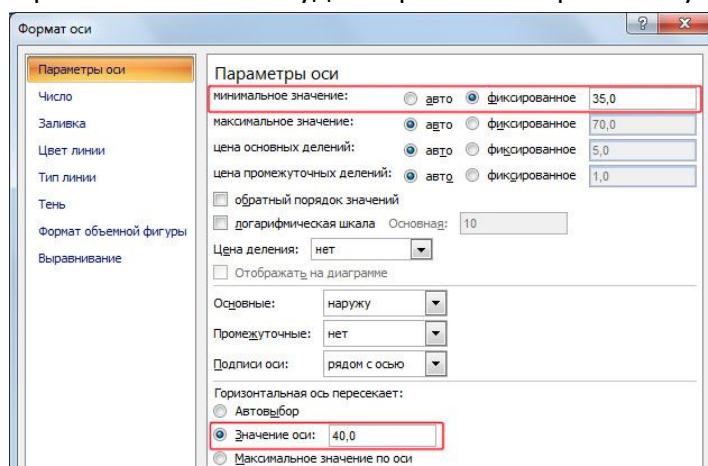 Формат оси
Параметры оси
Число
Заливка
Цвет линии
Тип линии
Тень
Формат объемной фигуры
Выравнивание
Параметры оси
минимальное значение: авто фиксированное 35,0
максимальное значение: авто фиксированное 70,0
цена основных делений: авто фиксированное 5,0
цена промежуточных делений: авто фиксированное 1,0
обратный порядок значений
логарифмическая шкала Основная: 10
Цена деления: нет
Отображать на диаграмме
Основные: наружу
Промежуточные: нет
Подписи оси: рядом с осью
Горизонтальная ось пересекает:
Автовыбор
Значение оси: 40,0
Максимальное значение по оси